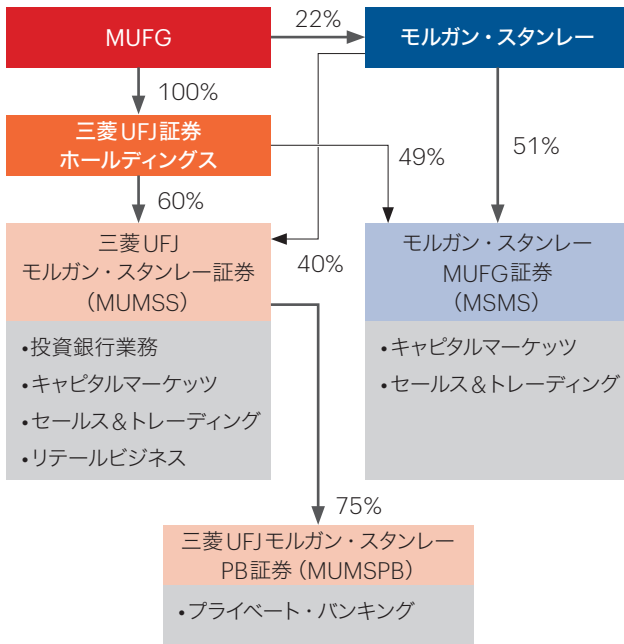 MUFG
22%
モルガン・スタンレー
100%
三菱UFJ証券
ホールディングス
49%
51%
60%
三菱UFJ
モルガン・スタンレー証券
(MUMSS)
40%
モルガン・スタンレー
MUFG証券
(MSMS)
•投資銀行業務
•キャピタルマーケッツ
•セールス&トレーディング
•リテールビジネス
•キャピタルマーケッツ
•セールス&トレーディング
75%
三菱UFJモルガン・スタンレー
PB証券(MUMSPB)
•プライベート・バンキング